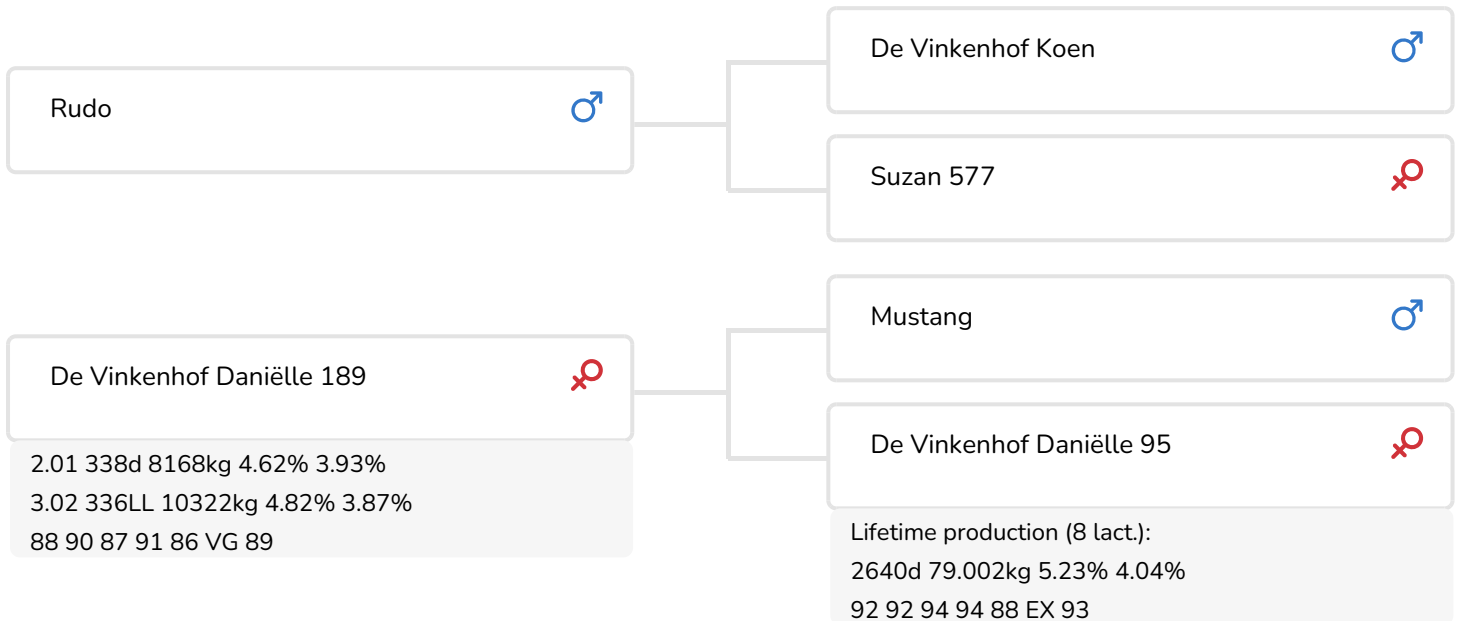 De Vinkenhof Koen
Rudo
Suzan 577
Mustang
De Vinkenhof Daniëlle 189
De Vinkenhof Daniëlle 95
2.01 338d 8168kg 4.62% 3.93%
3.02 336LL 10322kg 4.82% 3.87%
88 90 87 91 86 VG 89
Lifetime production (8 lact.):
2640d 79.002kg 5.23% 4.04%
92 92 94 94 88 EX 93